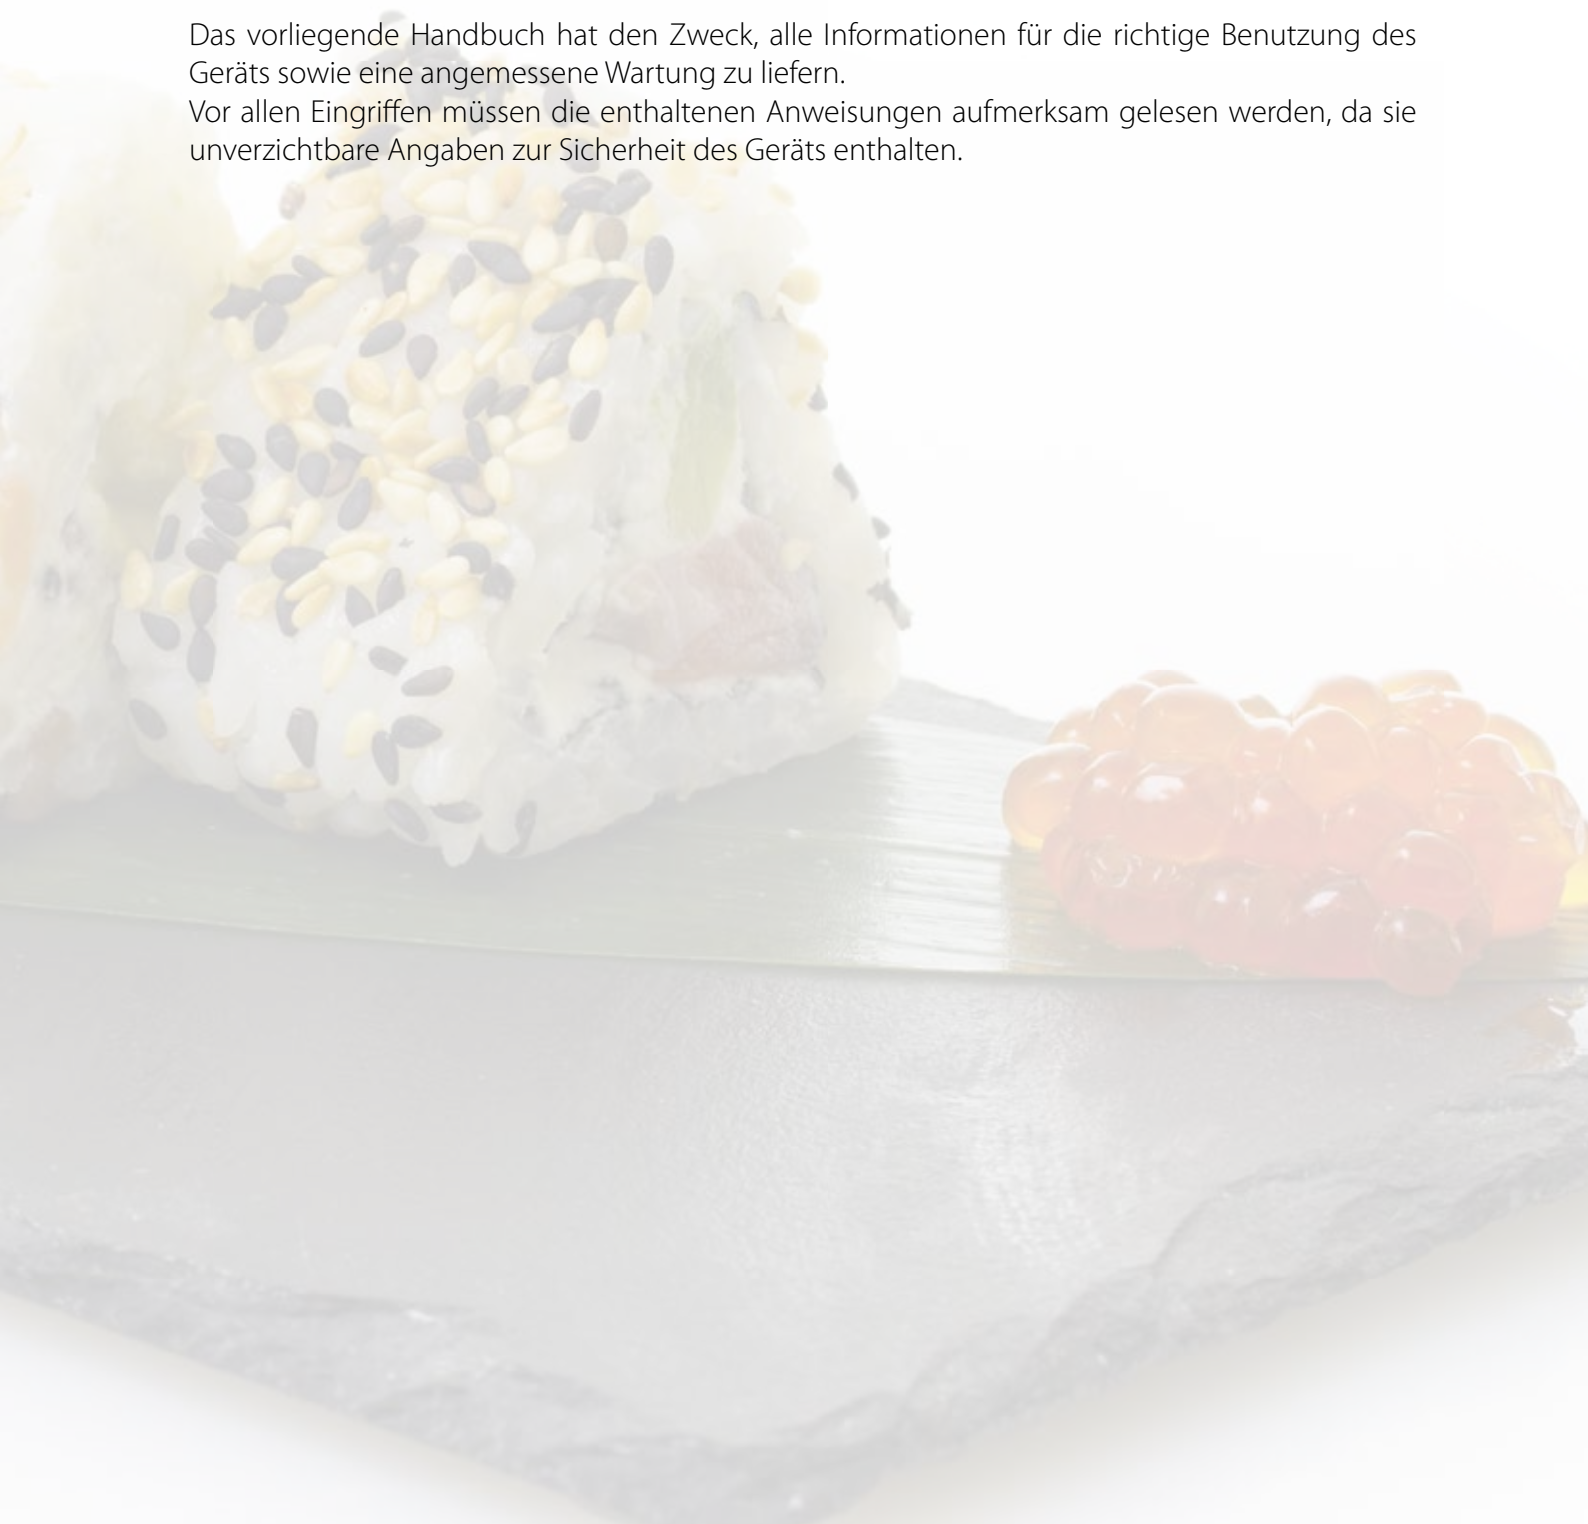 Das vorliegende Handbuch hat den Zweck, alle Informationen für die richtige Benutzung des
Geräts sowie eine angemessene Wartung zu liefern.
Vor allen Eingriffen müssen die enthaltenen Anweisungen aufmerksam gelesen werden, da sie
unverzichtbare Angaben zur Sicherheit des Geräts enthalten.